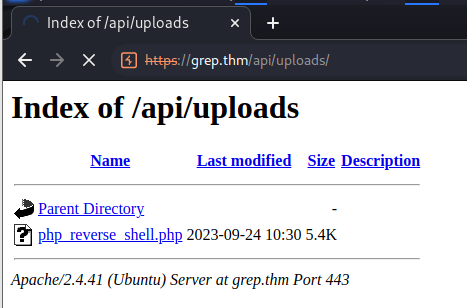 Index of /api/uploads
https://grep.thm/api/uploads/
Index of /api/uploads
Name Last modified Size Description
Parent Directory -
php_reverse_shell.php 2023-09-24 10:30 5.4K
Apache/2.4.41 (Ubuntu) Server at grep.thm Port 443